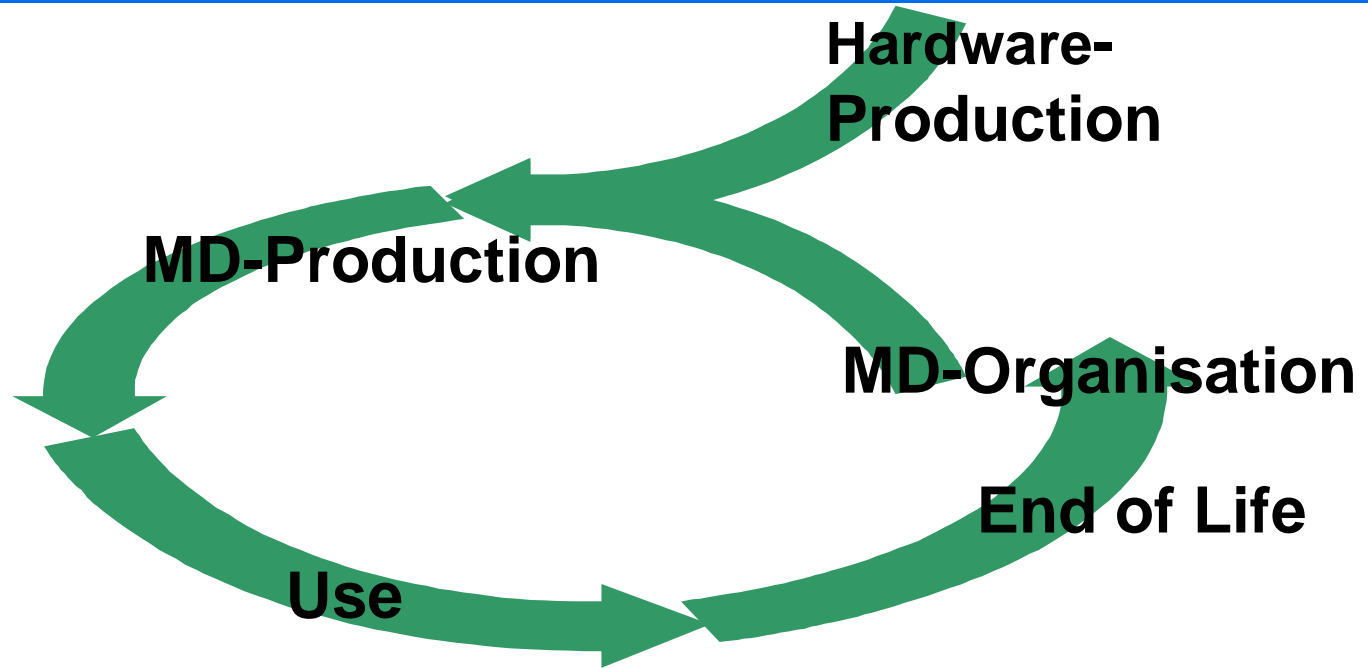 Hardware-
Production
MD-Production
MD-Organisation
End of Life
Use